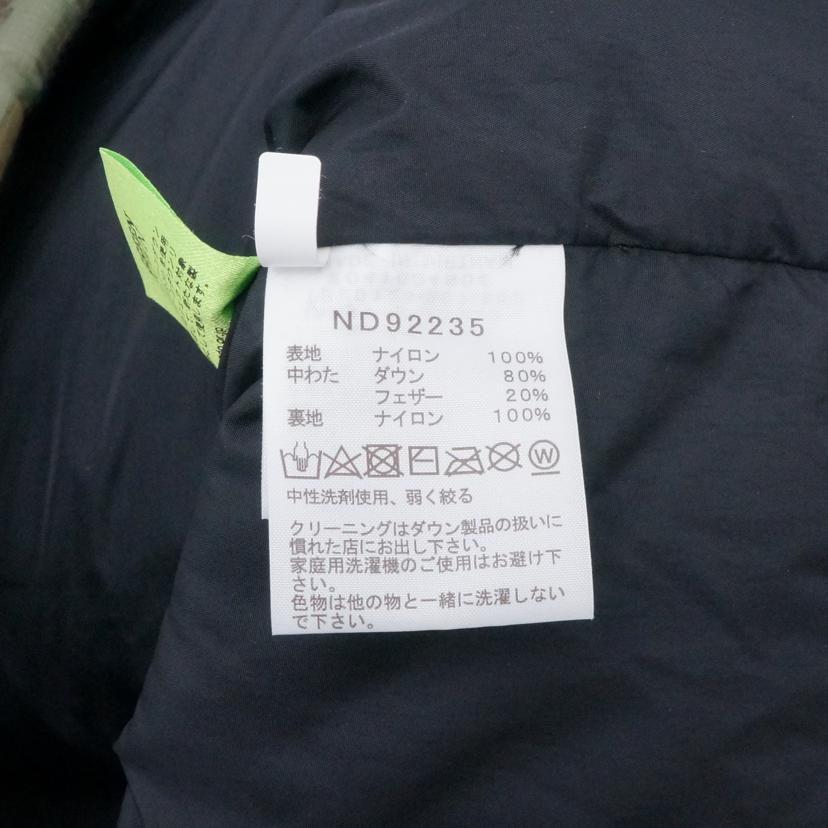 ND92235
表地 ナイロン 100%
中わた ダウン 80%
フェザー 20%
裏地 ナイロン 100%
W
中性洗剤使用、弱く絞る
クリーニングはダウン製品の扱いに
慣れた店にお出し下さい。
家庭用洗濯機のご使用はお避け下
さい。
色物は他の物と一緒に洗濯しない
で下さい。